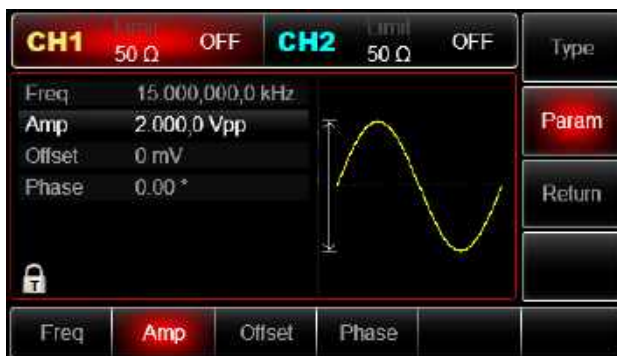 CH1 Limit 50 Ω OFF CH2 Limit 50 Ω OFF
Type
Freq 15.000,000,0 kHz
Amp 2.000,0 Vpp
Param
Offset 0 mV
Phase 0.00 °
Return
T
Freq Amp Offset Phase